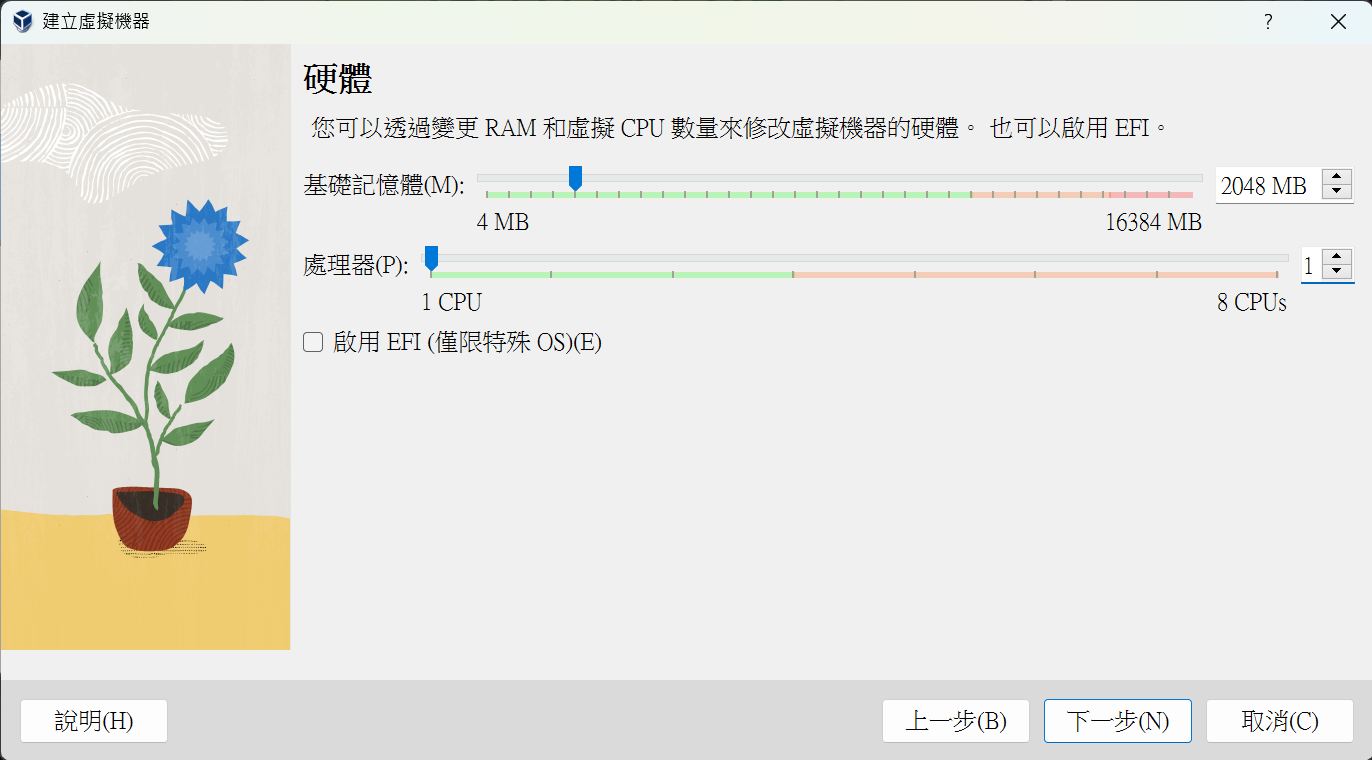 建立虛擬機器
?
硬體
您可以透過變更 RAM 和虛擬 CPU 數量來修改虛擬機器的硬體。 也可以啟用 EFI。
基礎記憶體(M): 2048 MB
4 MB 16384 MB
處理器(P): 1
1 CPU 8 CPUs
啟用 EFI (僅限特殊 OS)(E)
說明(H) 上一步(B) 下一步(N) 取消(C)